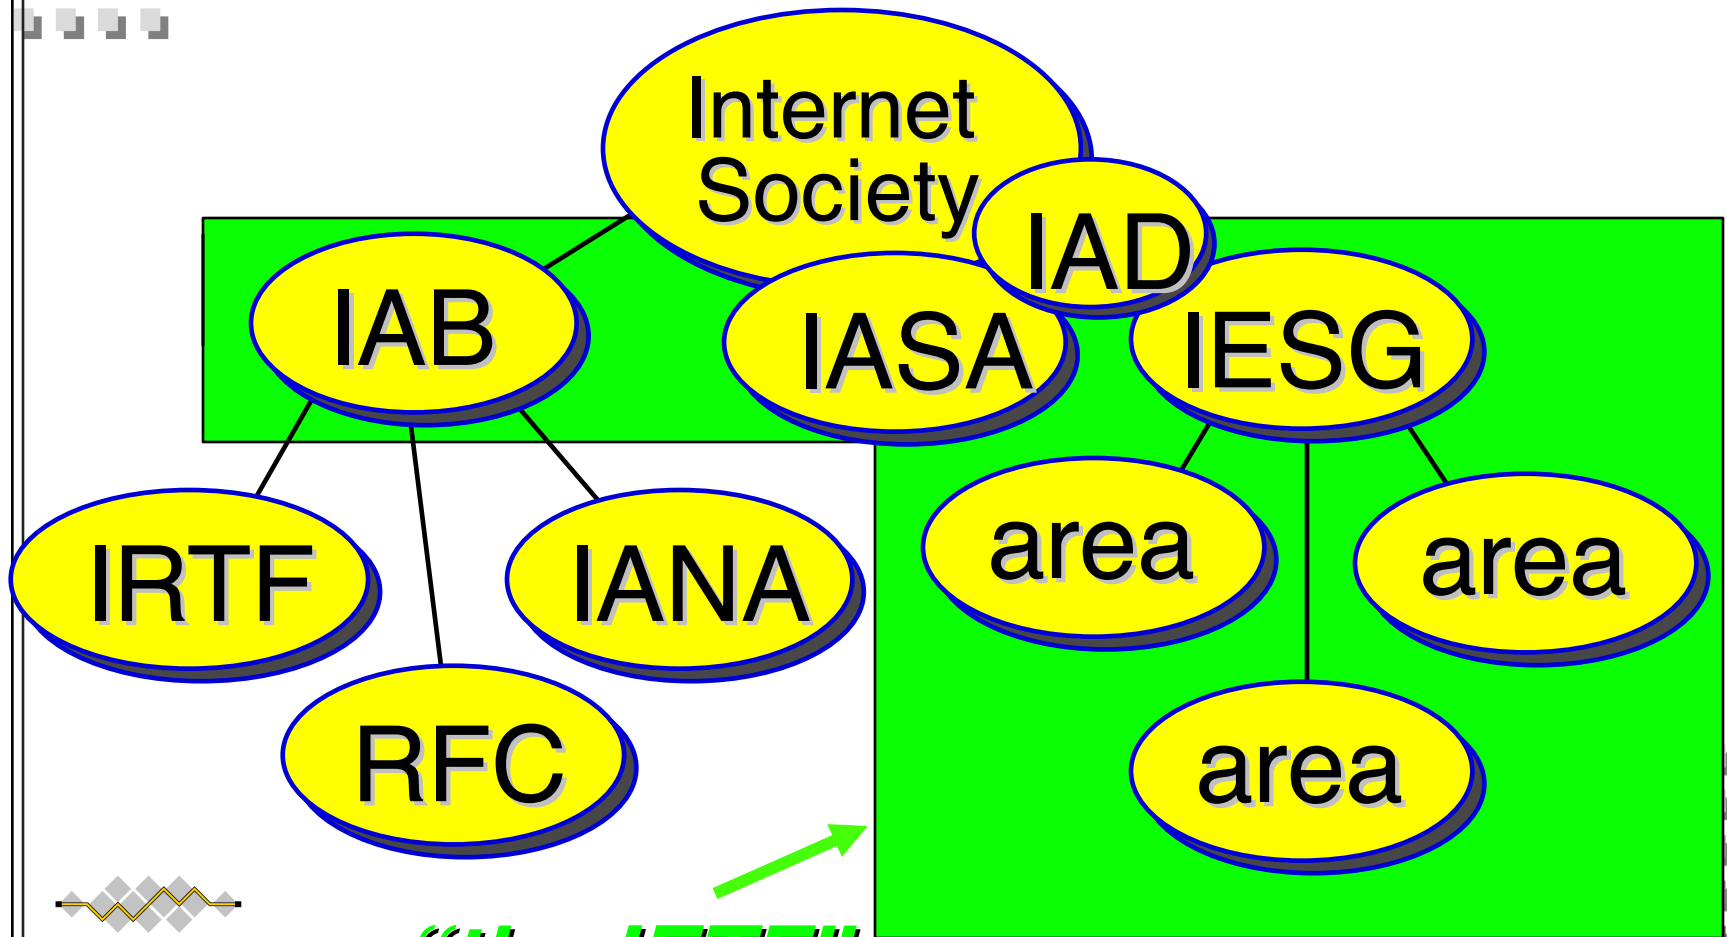 Internet
Society
IAD
IAB
IASA
IESG
IRTF
IANA
area
area
RFC
area